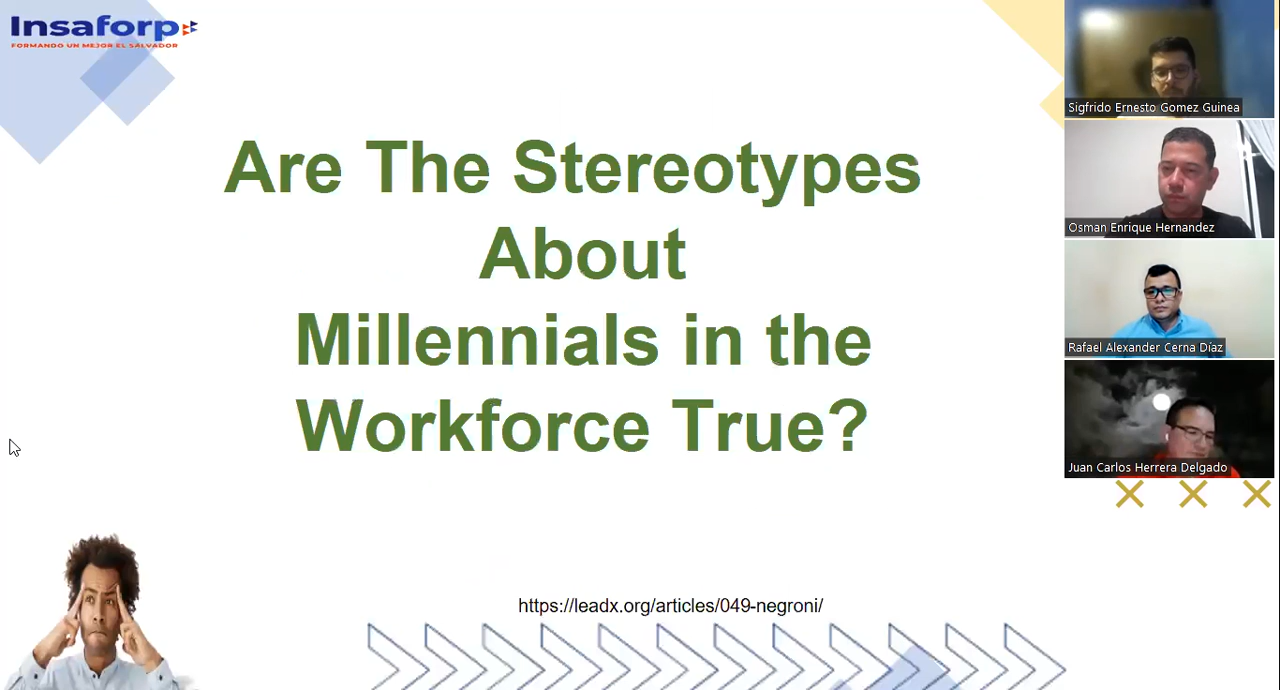 Insaforp
FORMANDO UN MEJOR EL SALVADOR
Are The Stereotypes
About
Millennials in the
Workforce True?
https://leadx.org/articles/049-negroni/
Sigfrido Ernesto Gomez Guinea
Osman Enrique Hernandez
Rafael Alexander Cerna Díaz
Juan Carlos Herrera Delgado